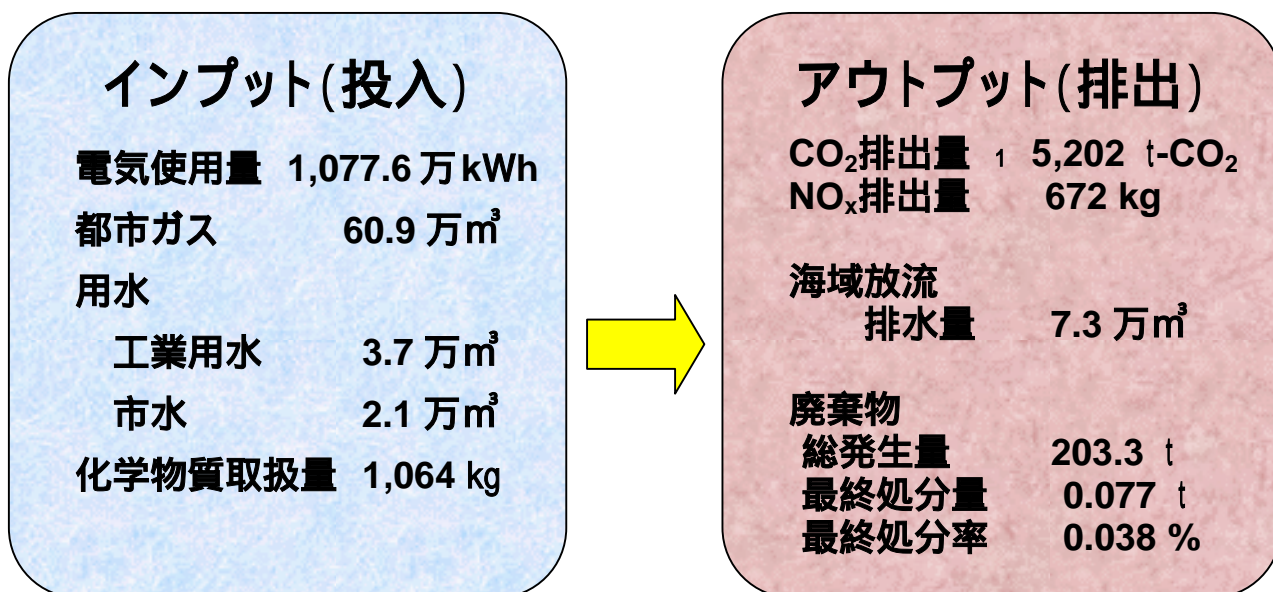 インプット(投入)
電気使用量 1,077.6 万kWh
都市ガス 60.9 万㎥
用水
工業用水 3.7 万㎥
市水 2.1 万㎥
化学物質取扱量 1,064 kg
アウトプット(排出)
CO₂排出量 1 5,202 t-CO₂
NOₓ排出量 672 kg
海域放流
排水量 7.3 万㎥
廃棄物
総発生量 203.3 t
最終処分量 0.077 t
最終処分率 0.038 %